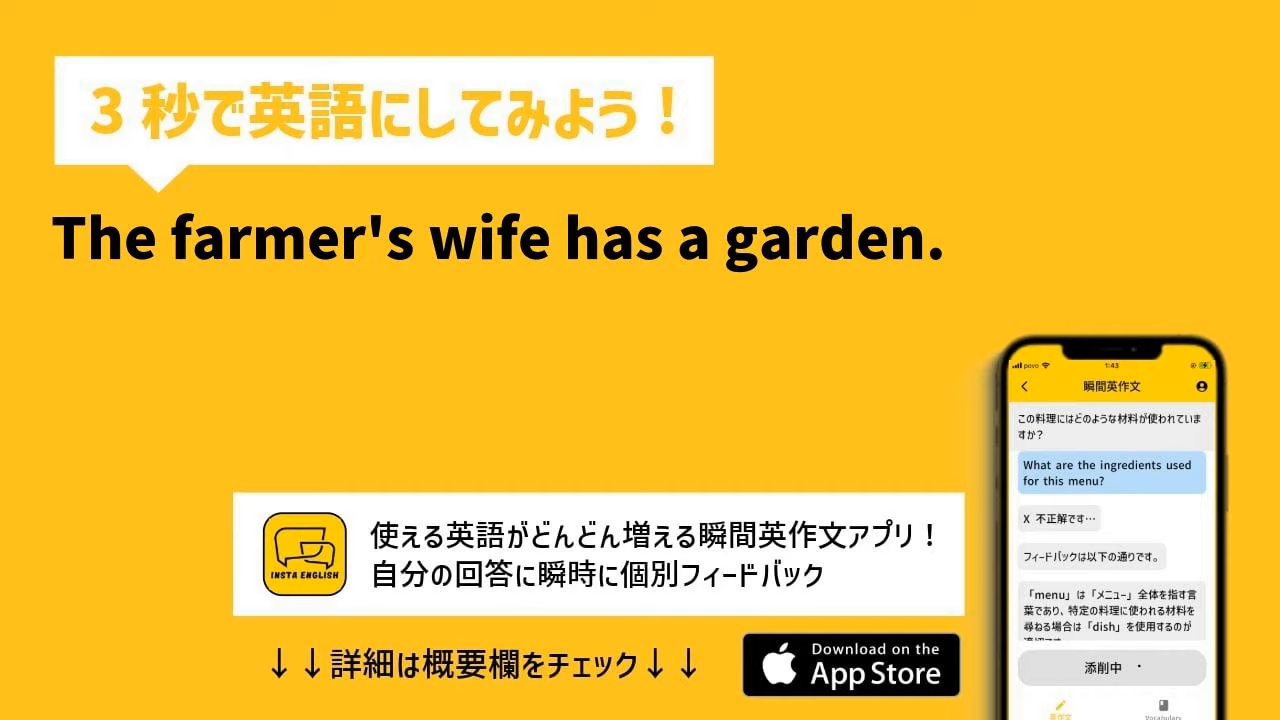 3 秒で英語にしてみよう！
The farmer's wife has a garden.
povo
1:43
瞬間英作文
この料理にはどのような材料が使われていま
すか？
What are the ingredients used
for this menu?
X 不正解です…
フィードバックは以下の通りです。
「menu」は「メニュー」全体を指す言
葉であり、特定の料理に使われる材料を
尋ねる場合は「dish」を使用するのが
添削中
英作文
Vocabulary
INSTA ENGLISH
使える英語がどんどん増える瞬間英作文アプリ！
自分の回答に瞬時に個別フィードバック
↓↓詳細は概要欄をチェック↓↓
Download on the
App Store